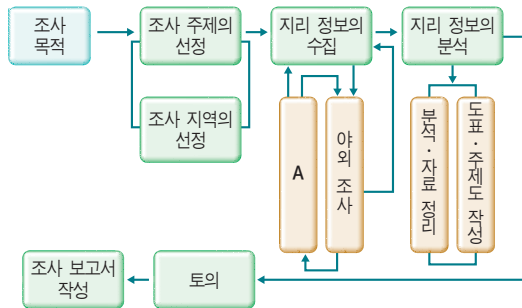 조사
목적
조사 주제의
선정
지리 정보의
수집
지리 정보의
분석
조사 지역의
선정
A
야외 조사
분석·자료 정리
도표·주제도 작성
조사 보고서
작성
토의